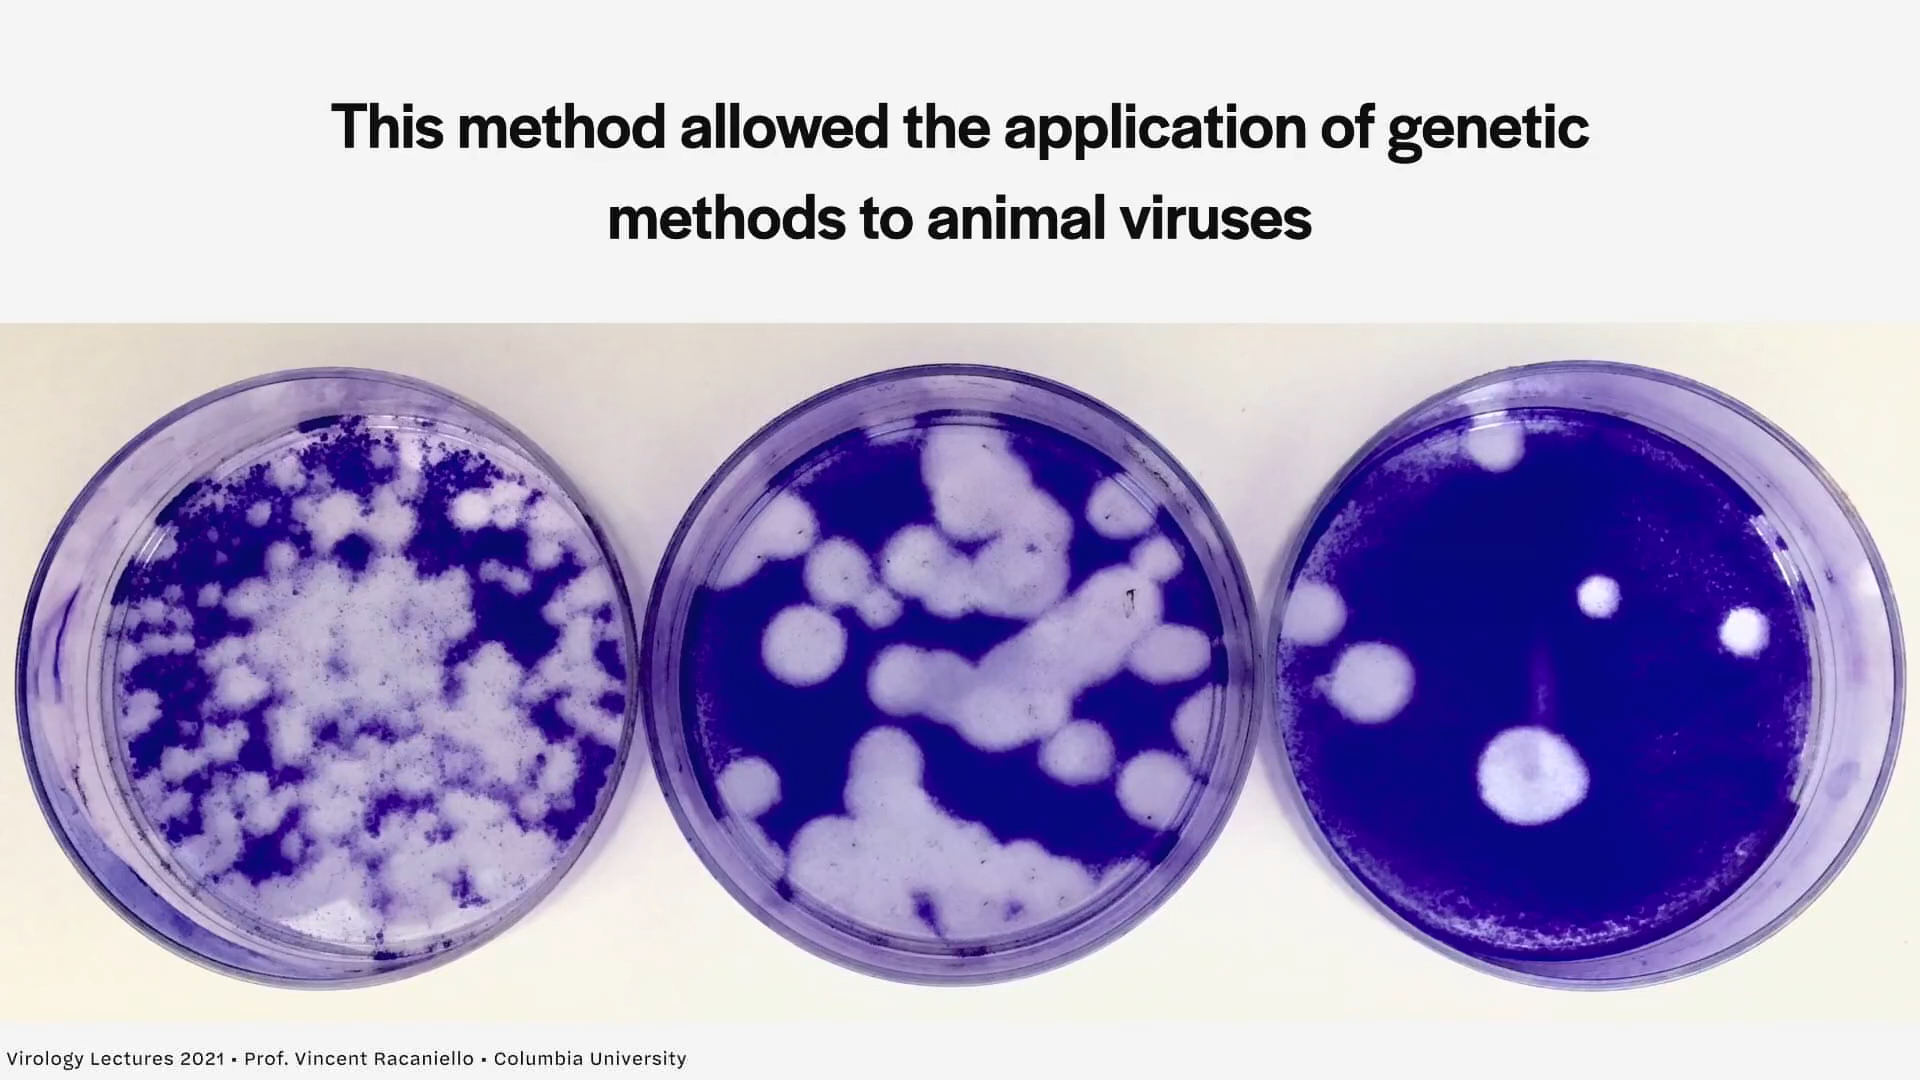 This method allowed the application of genetic
methods to animal viruses
Virology Lectures 2021 • Prof. Vincent Racaniello • Columbia University